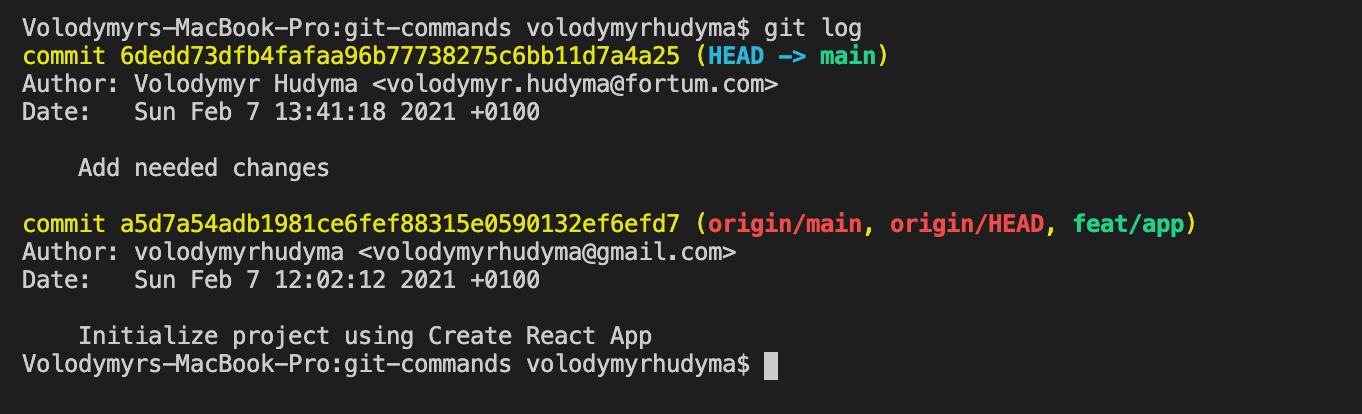 Volodymyrs-MacBook-Pro:git-commands volodymyrhudyma$ git log
commit 6dedd73dfb4fafaa96b77738275c6bb11d7a4a25 (HEAD -> main)
Author: Volodymyr Hudyma <volodymyr.hudyma@fortum.com>
Date:   Sun Feb 7 13:41:18 2021 +0100
    Add needed changes
commit a5d7a54adb1981ce6fef88315e0590132ef6efd7 (origin/main, origin/HEAD, feat/app)
Author: volodymyrhudyma <volodymyrhudyma@gmail.com>
Date:   Sun Feb 7 12:02:12 2021 +0100
    Initialize project using Create React App
Volodymyrs-MacBook-Pro:git-commands volodymyrhudyma$